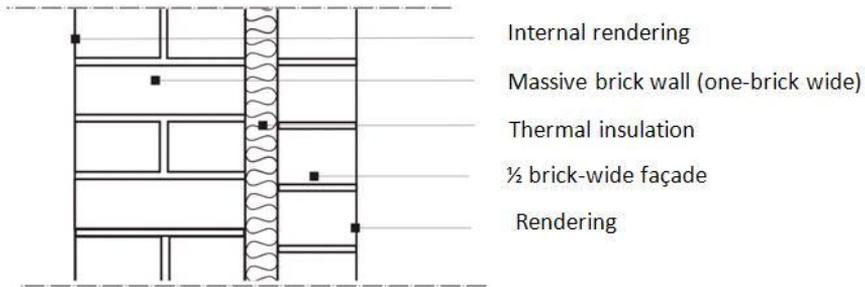 Internal rendering
Massive brick wall (one-brick wide)
Thermal insulation
½ brick-wide façade
Rendering